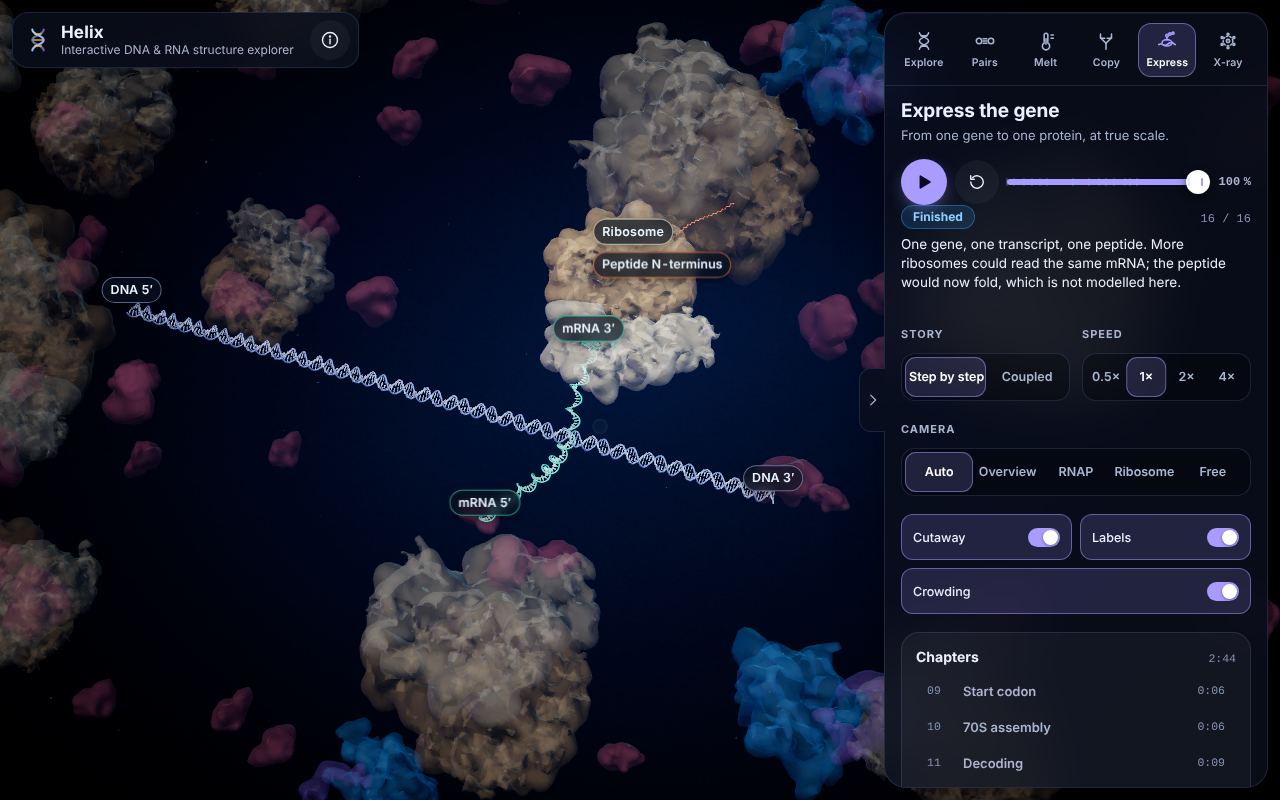 Helix
Interactive DNA & RNA structure explorer
Explore
Pairs
Melt
Copy
Express
X-ray
Express the gene
From one gene to one protein, at true scale.
100 %
Finished
16 / 16
One gene, one transcript, one peptide. More
ribosomes could read the same mRNA; the peptide
would now fold, which is not modelled here.
STORY
SPEED
Step by step
Coupled
0.5×
1×
2×
4×
CAMERA
Auto
Overview
RNAP
Ribosome
Free
Cutaway
Labels
Crowding
Chapters
2:44
09
Start codon
0:06
10
70S assembly
0:06
11
Decoding
0:09
Ribosome
Peptide N-terminus
DNA 5′
mRNA 3′
DNA 3′
mRNA 5′